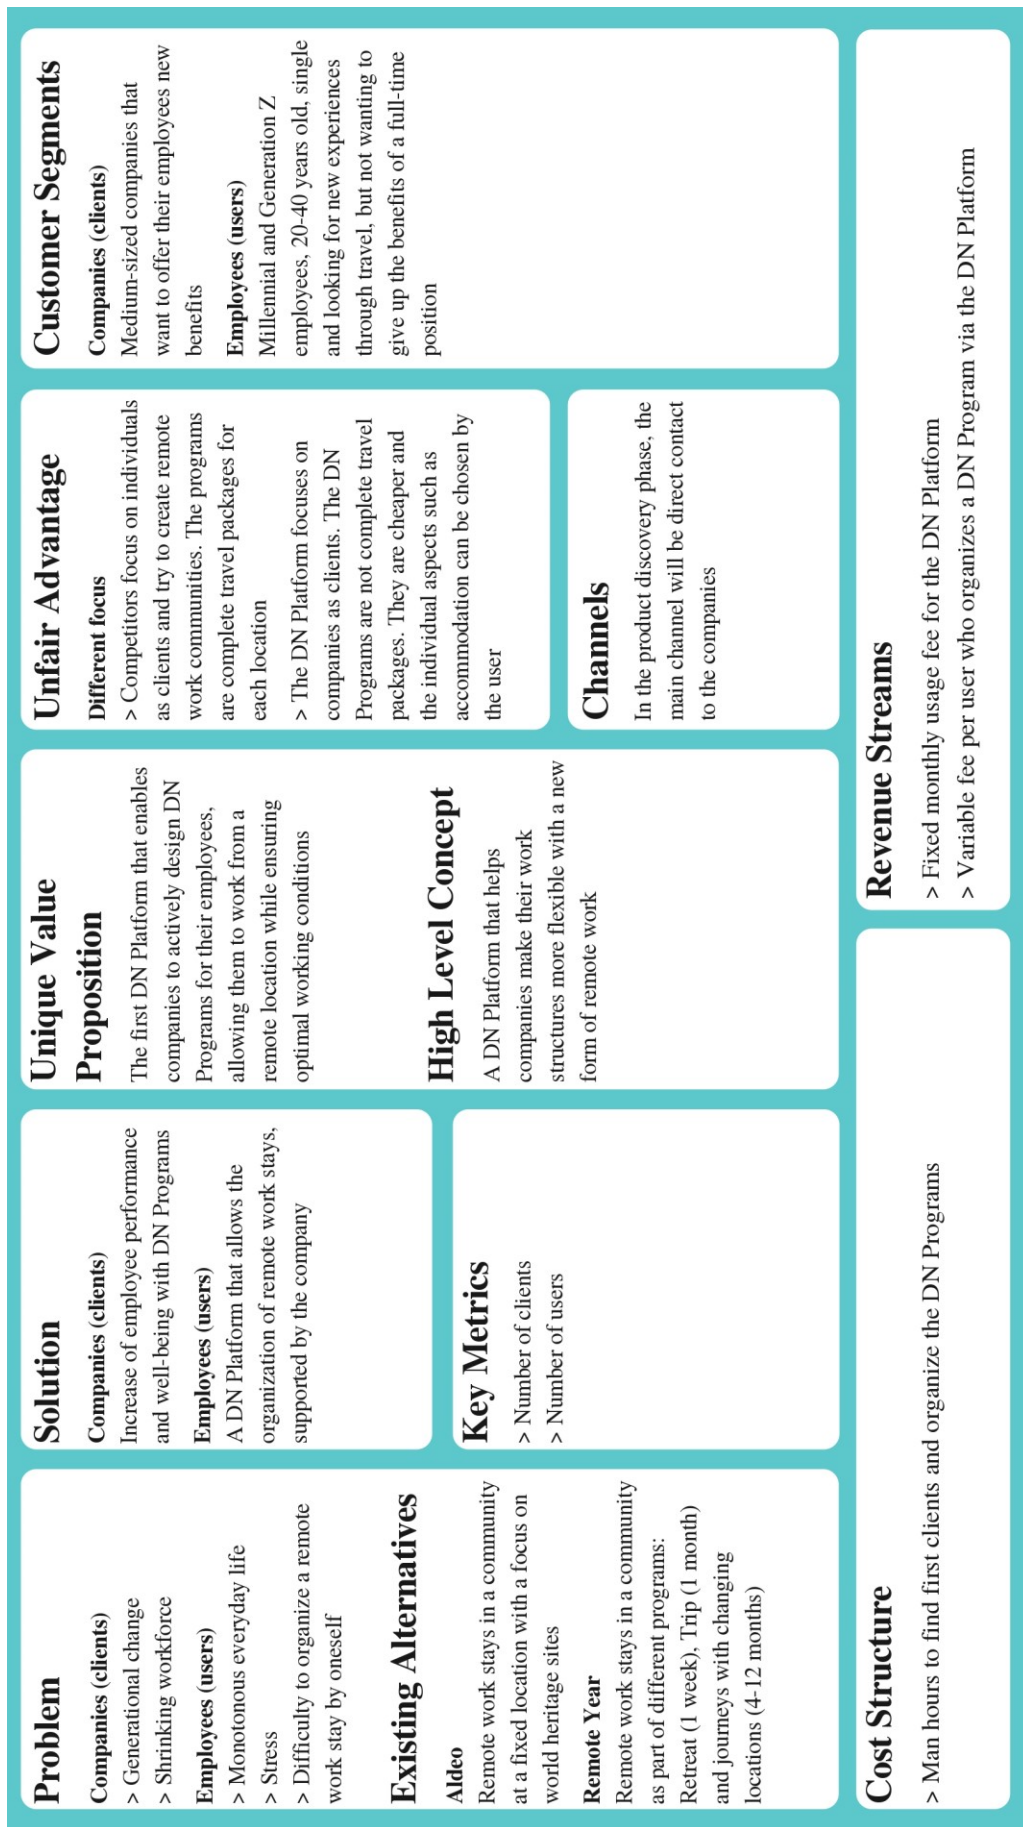 Problem
Companies (clients)
> Generational change
> Shrinking workforce
Employees (users)
> Monotonous everyday life
> Stress
> Difficulty to organize a remote
work stay by oneself
Existing Alternatives
Aldeo
Remote work stays in a community
at a fixed location with a focus on
world heritage sites
Remote Year
Remote work stays in a community
as part of different programs:
Retreat (1 week), Trip (1 month)
and journeys with changing
locations (4-12 months)
Solution
Companies (clients)
Increase of employee performance
and well-being with DN Programs
Employees (users)
A DN Platform that allows the
organization of remote work stays,
supported by the company
Key Metrics
> Number of clients
> Number of users
Unique Value
Proposition
The first DN Platform that enables
companies to actively design DN
Programs for their employees,
allowing them to work from a
remote location while ensuring
optimal working conditions
High Level Concept
A DN Platform that helps
companies make their work
structures more flexible with a new
form of remote work
Unfair Advantage
Different focus
> Competitors focus on individuals
as clients and try to create remote
work communities. The programs
are complete travel packages for
each location
> The DN Platform focuses on
companies as clients. The DN
Programs are not complete travel
packages. They are cheaper and
the individual aspects such as
accommodation can be chosen by
the user
Channels
In the product discovery phase, the
main channel will be direct contact
to the companies
Customer Segments
Companies (clients)
Medium-sized companies that
want to offer their employees new
benefits
Employees (users)
Millennial and Generation Z
employees, 20-40 years old, single
and looking for new experiences
through travel, but not wanting to
give up the benefits of a full-time
position
Cost Structure
> Man hours to find first clients and organize the DN Programs
Revenue Streams
> Fixed monthly usage fee for the DN Platform
> Variable fee per user who organizes a DN Program via the DN Platform